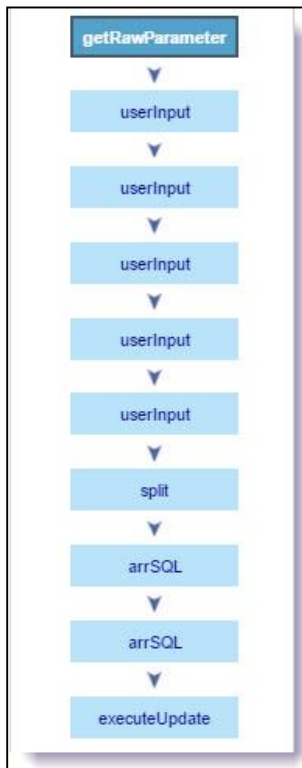 getRawParameter
userInput
userInput
userInput
userInput
userInput
split
arrSQL
arrSQL
executeUpdate